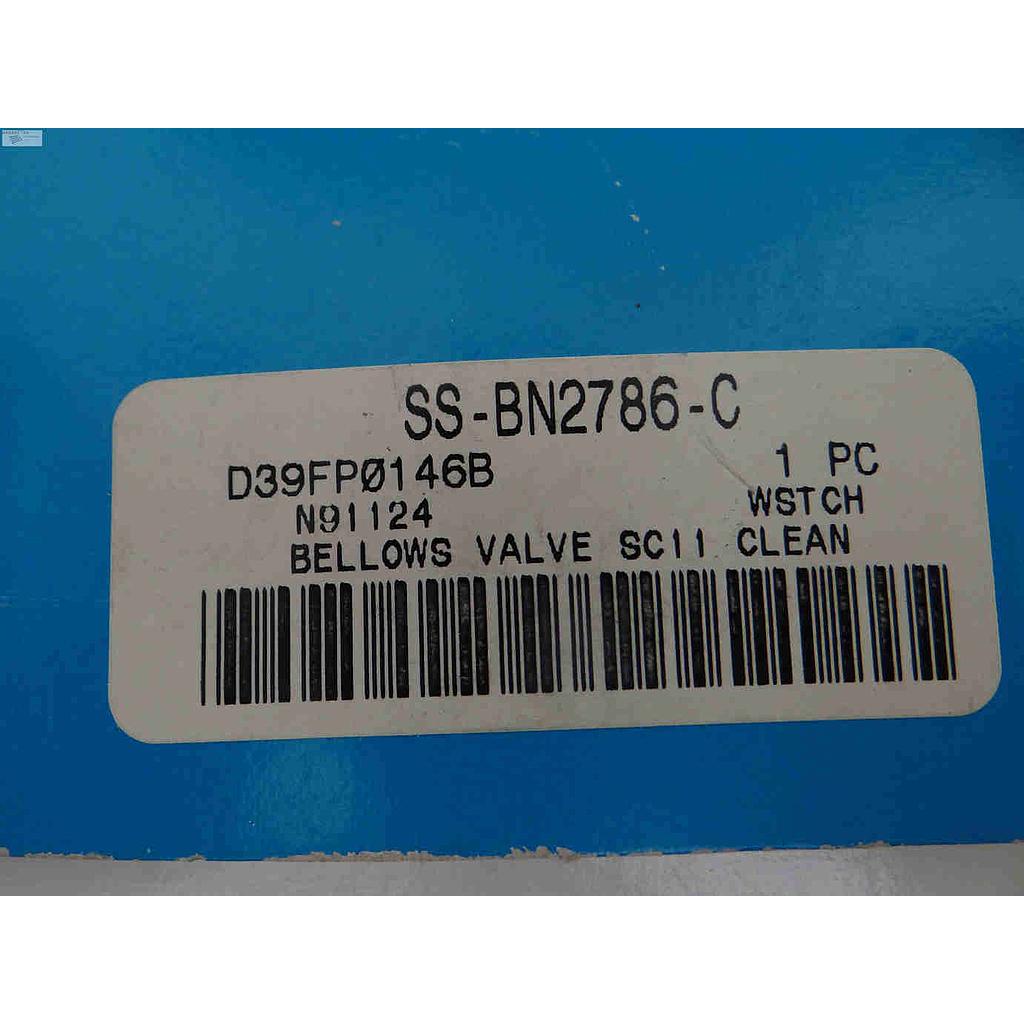 SS-BN2786-C
D39FPØ146B 1 PC
N91124 WSTCH
BELLOWS VALVE SC11 CLEAN